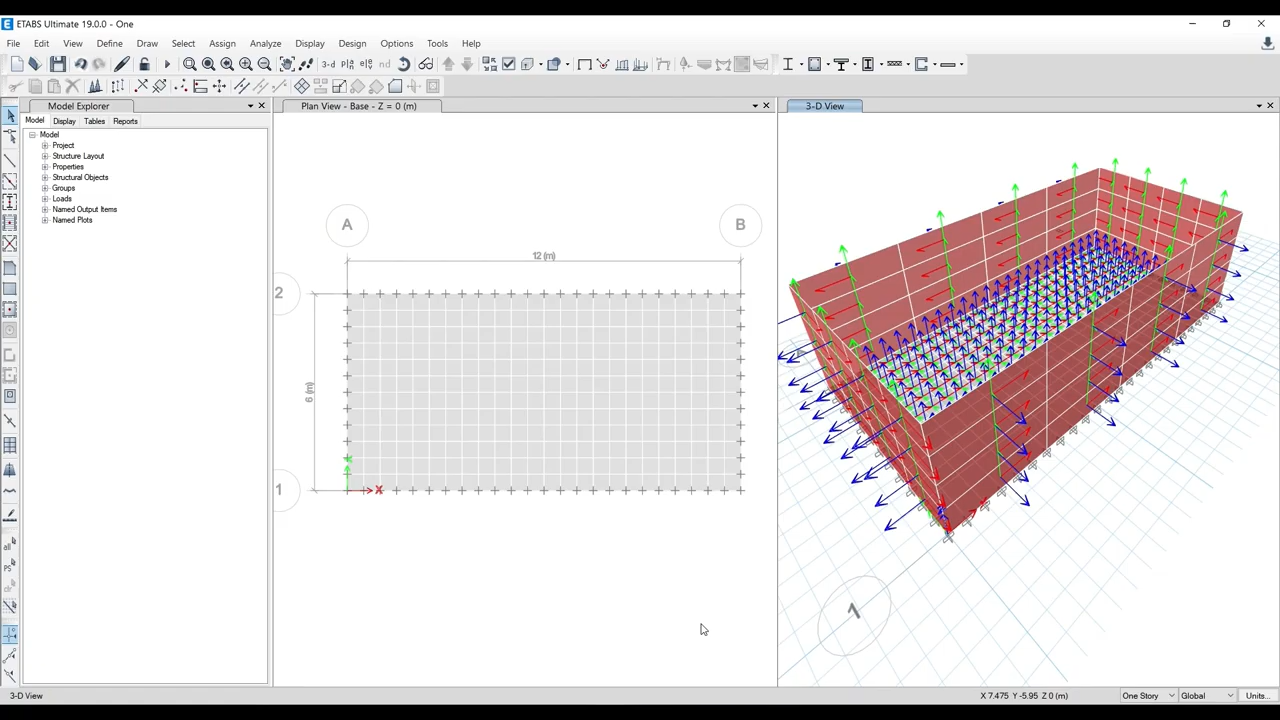 ETABS Ultimate 19.0.0 - One
File Edit View Define Draw Select Assign Analyze Display Design Options Tools Help
3-d
Model Explorer
Plan View - Base - Z = 0 (m)
3-D View
Model Display Tables Reports
Model
Project
Structure Layout
Properties
Structural Objects
Groups
Loads
Named Output Items
Named Plots
A
B
12 (m)
2
6 (m)
1
X
1
3-D View
X 7.475 Y -5.95 Z 0 (m)
One Story
Global
Units...